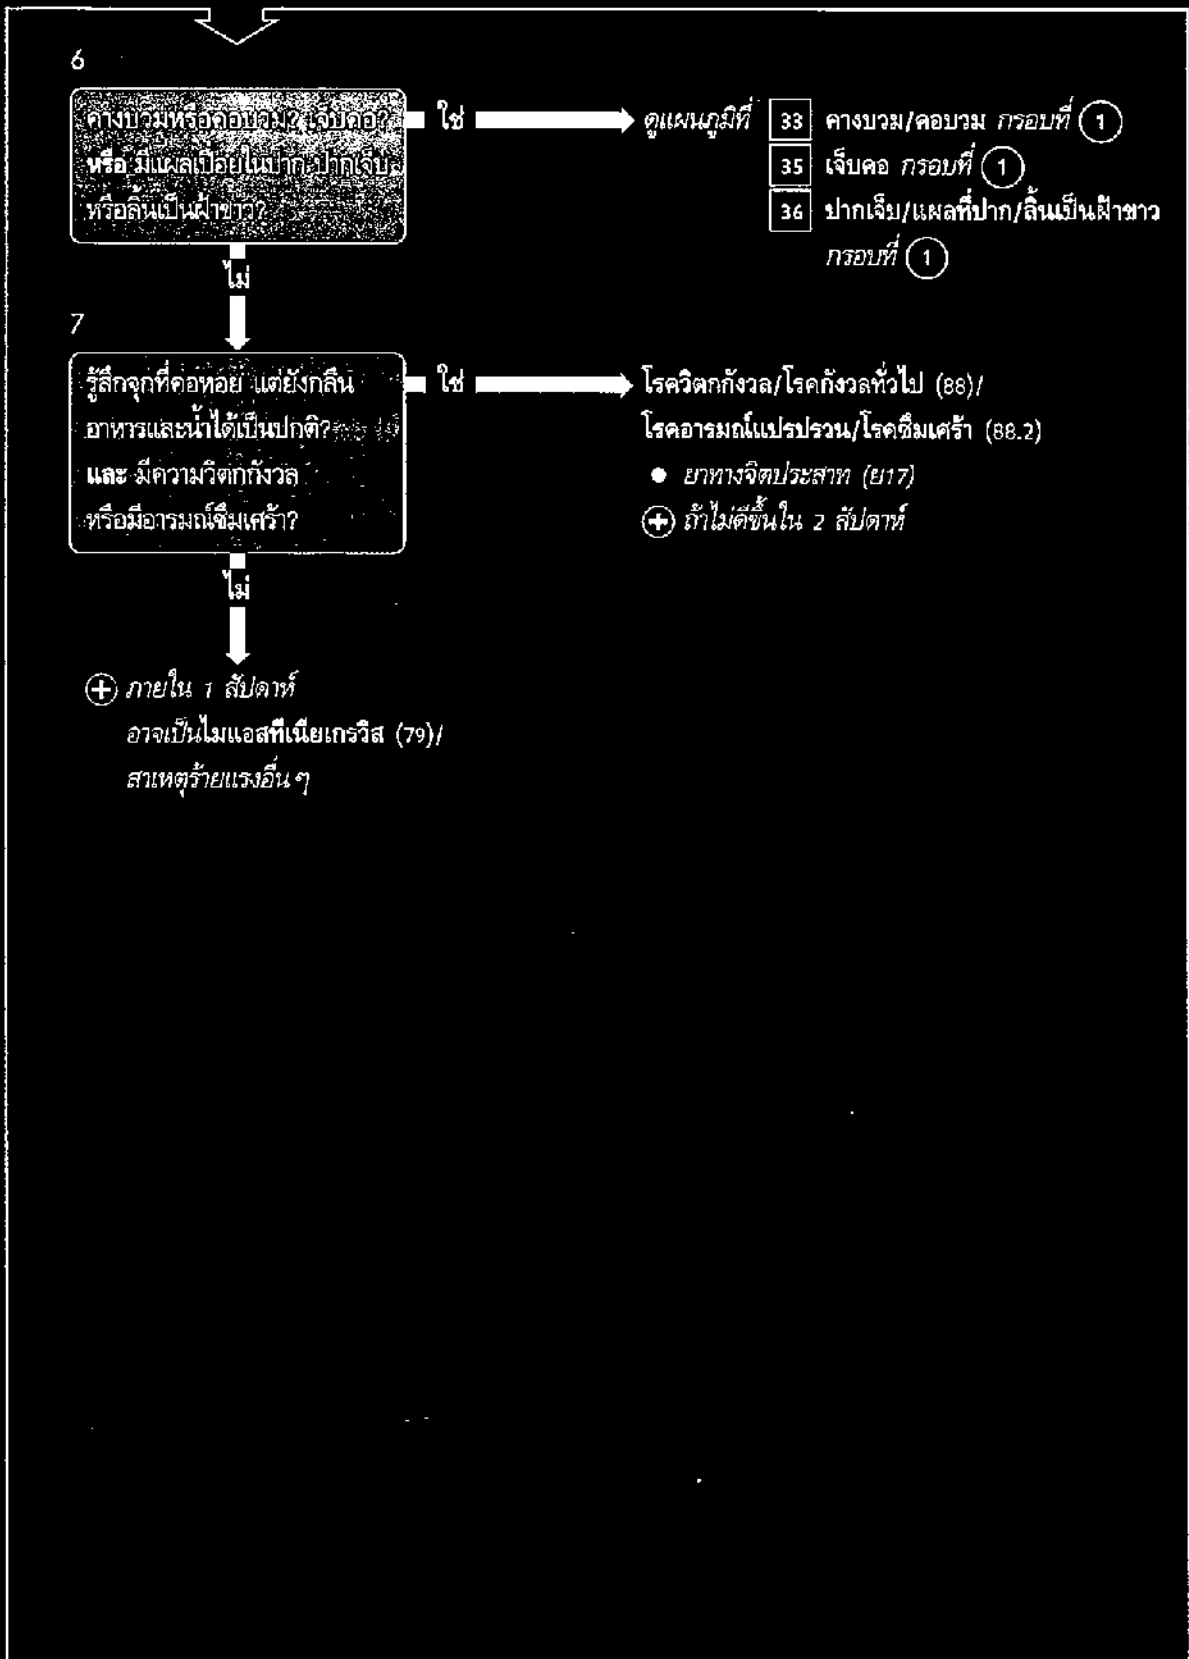 6
คางบวมหรือคอบวม? เจ็บคอ?
หรือ มีแผลเปื่อยในปาก ปากเจ็บ
หรือลิ้นเป็นฝ้าขาว?
ใช่
ดูแผนภูมิที่ 33 คางบวม/คอบวม กรอบที่ 1
35 เจ็บคอ กรอบที่ 1
36 ปากเจ็บ/แผลที่ปาก/ลิ้นเป็นฝ้าขาว
กรอบที่ 1
ไม่
7
รู้สึกจุกที่คอหอย แต่ยังกลืน
อาหารและน้ำได้เป็นปกติ?
และ มีความวิตกกังวล
หรือมีอารมณ์ซึมเศร้า?
ใช่
โรควิตกกังวล/โรคกังวลทั่วไป (88)/
โรคอารมณ์แปรปรวน/โรคซึมเศร้า (88.2)
● ยาทางจิตประสาท (ย17)
⊕ ถ้าไม่ดีขึ้นใน 2 สัปดาห์
ไม่
⊕ ภายใน 1 สัปดาห์
อาจเป็นไมแอสทีเนียเกรวิส (79)/
สาเหตุร้ายแรงอื่น ๆ